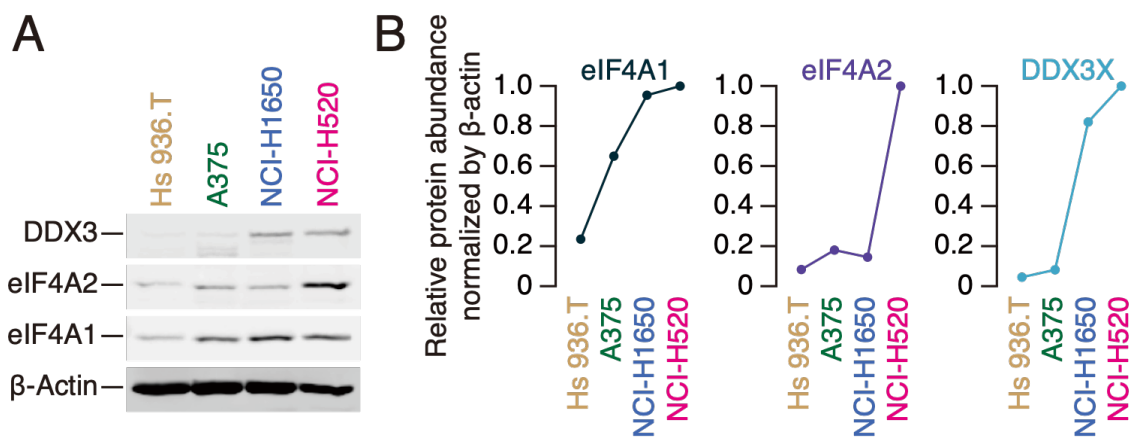 A
Hs 936.T
A375
NCI-H1650
NCI-H520
DDX3
eIF4A2
eIF4A1
β-Actin
B
Relative protein abundance
normalized by β-actin
eIF4A1
1.0
0.8
0.6
0.4
0.2
0
Hs 936.T
A375
NCI-H1650
NCI-H520
eIF4A2
1.0
0.8
0.6
0.4
0.2
0
Hs 936.T
A375
NCI-H1650
NCI-H520
DDX3X
1.0
0.8
0.6
0.4
0.2
0
Hs 936.T
A375
NCI-H1650
NCI-H520